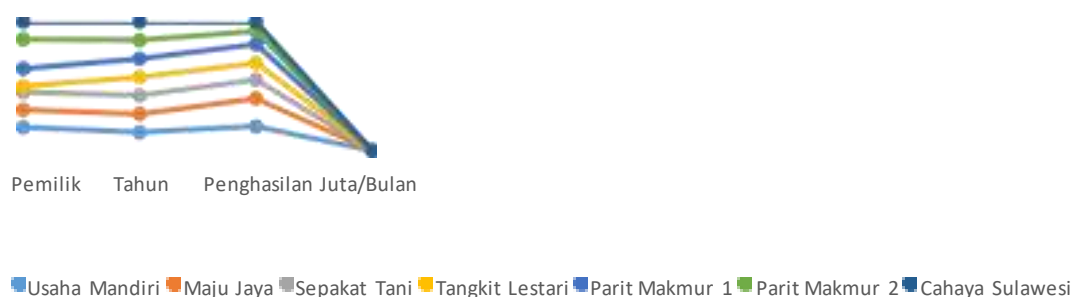 Pemilik Tahun Penghasilan Juta/Bulan
Usaha Mandiri Maju Jaya Sepakat Tani Tangkit Lestari Parit Makmur 1 Parit Makmur 2 Cahaya Sulawesi